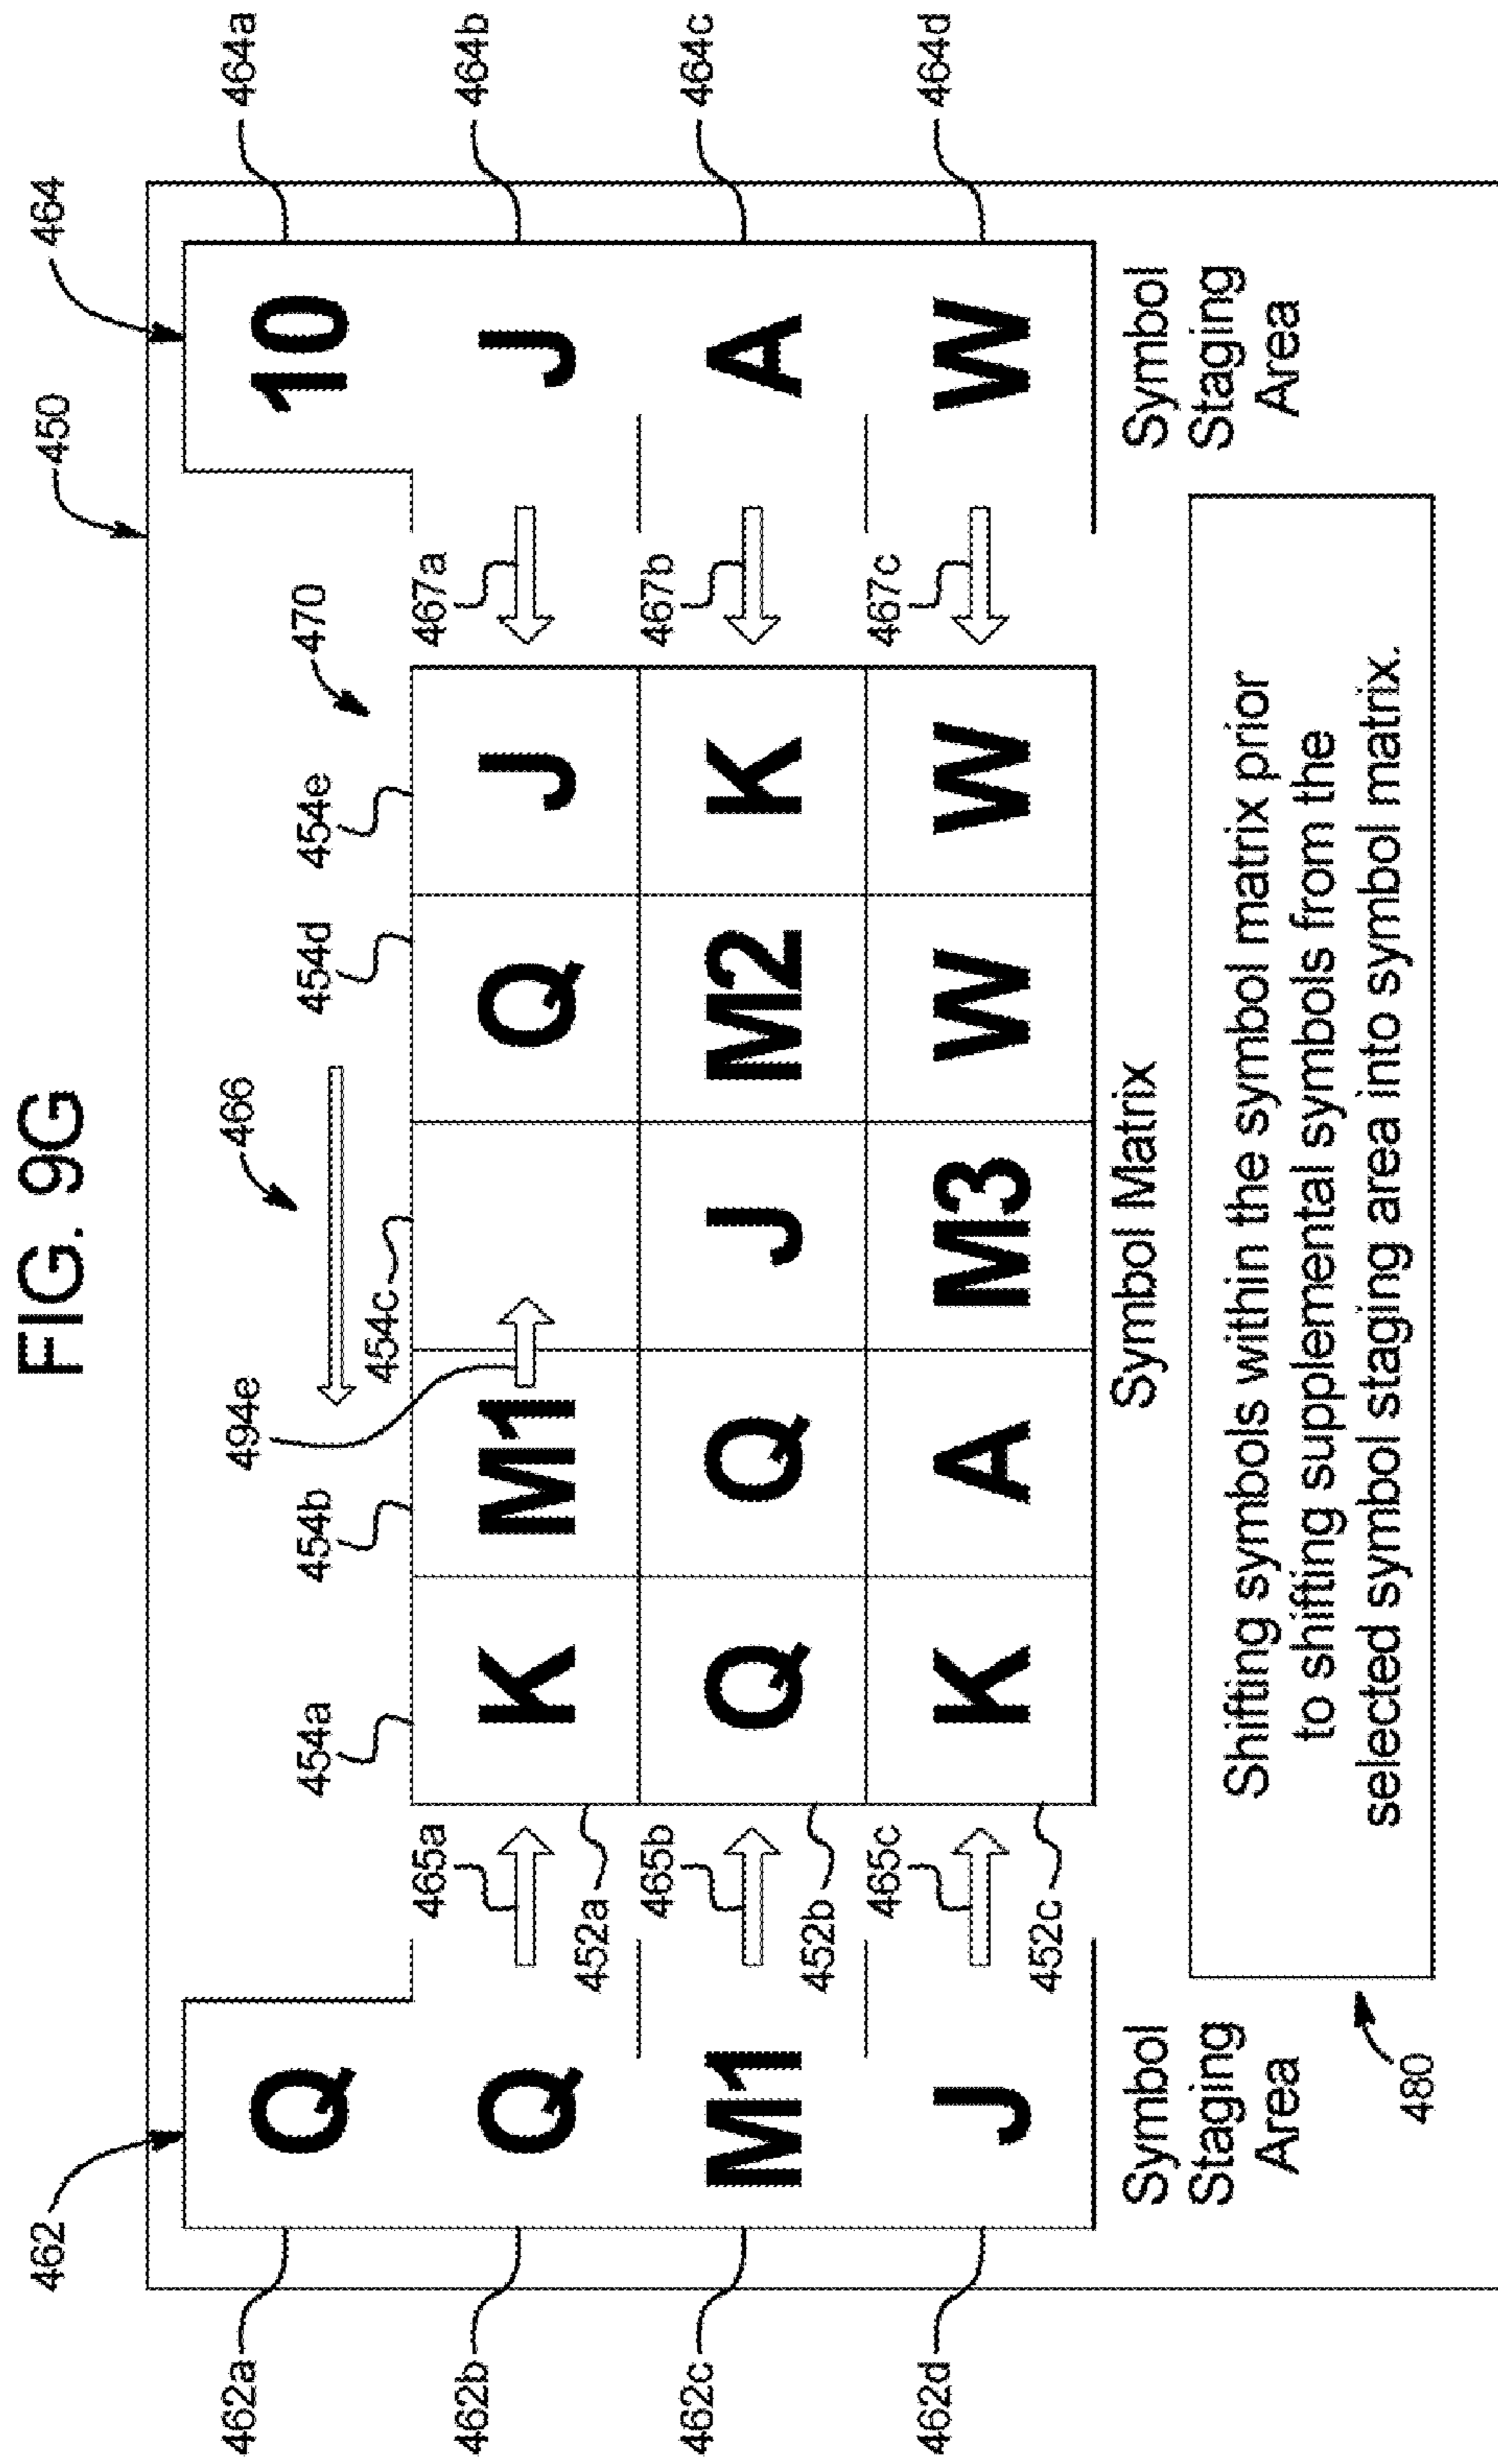 FIG. 9G
462
450
464
466
470
462a
Q
10
464a
494e
454a
454b
454c
454d
454e
462b
Q
465a
K
M1
Q
J
467a
J
464b
452a
462c
M1
465b
Q
Q
J
M2
K
467b
A
464c
452b
462d
J
465c
K
A
M3
W
W
467c
W
464d
452c
Symbol
Staging
Area
Symbol Matrix
Symbol
Staging
Area
Shifting symbols within the symbol matrix prior
to shifting supplemental symbols from the
selected symbol staging area into symbol matrix.
480